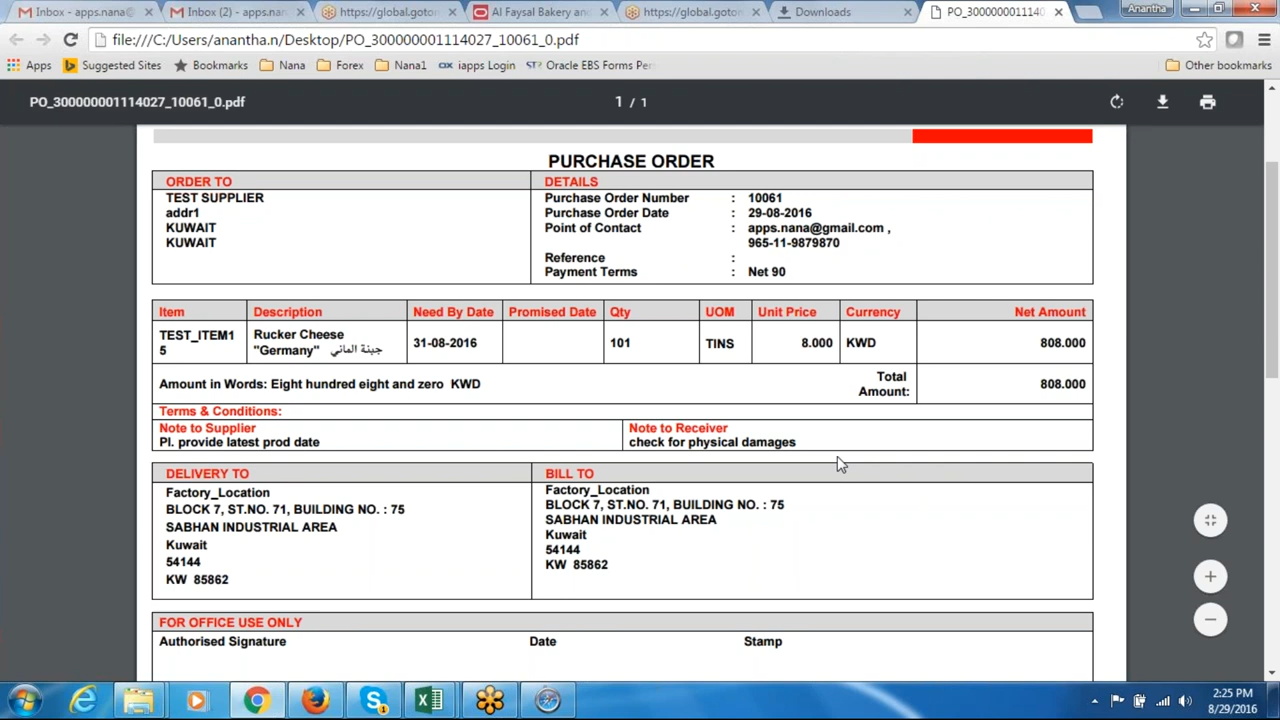 Inbox - apps.nana@
Inbox (2) - apps.nan
https://global.gotom
Al Faysal Bakery and
https://global.gotom
Downloads
PO_30000000111140
Anantha
file:///C:/Users/anantha.n/Desktop/PO_300000001114027_10061_0.pdf
Apps
Suggested Sites
Bookmarks
Nana
Forex
Nana1
iapps Login
Oracle EBS Forms Per
Other bookmarks
PO_300000001114027_10061_0.pdf
1 / 1
PURCHASE ORDER
ORDER TO
TEST SUPPLIER
addr1
KUWAIT
KUWAIT
DETAILS
Purchase Order Number : 10061
Purchase Order Date : 29-08-2016
Point of Contact : apps.nana@gmail.com ,
965-11-9879870
Reference :
Payment Terms : Net 90
Item Description Need By Date Promised Date Qty UOM Unit Price Currency Net Amount
TEST_ITEM1
5
Rucker Cheese
"Germany" جبنة الماني
31-08-2016 101 TINS 8.000 KWD 808.000
Amount in Words: Eight hundred eight and zero KWD
Total
Amount:
808.000
Terms & Conditions:
Note to Supplier
Pl. provide latest prod date
Note to Receiver
check for physical damages
DELIVERY TO
Factory_Location
BLOCK 7, ST.NO. 71, BUILDING NO. : 75
SABHAN INDUSTRIAL AREA
Kuwait
54144
KW 85862
BILL TO
Factory_Location
BLOCK 7, ST.NO. 71, BUILDING NO. : 75
SABHAN INDUSTRIAL AREA
Kuwait
54144
KW 85862
FOR OFFICE USE ONLY
Authorised Signature Date Stamp
2:25 PM
8/29/2016